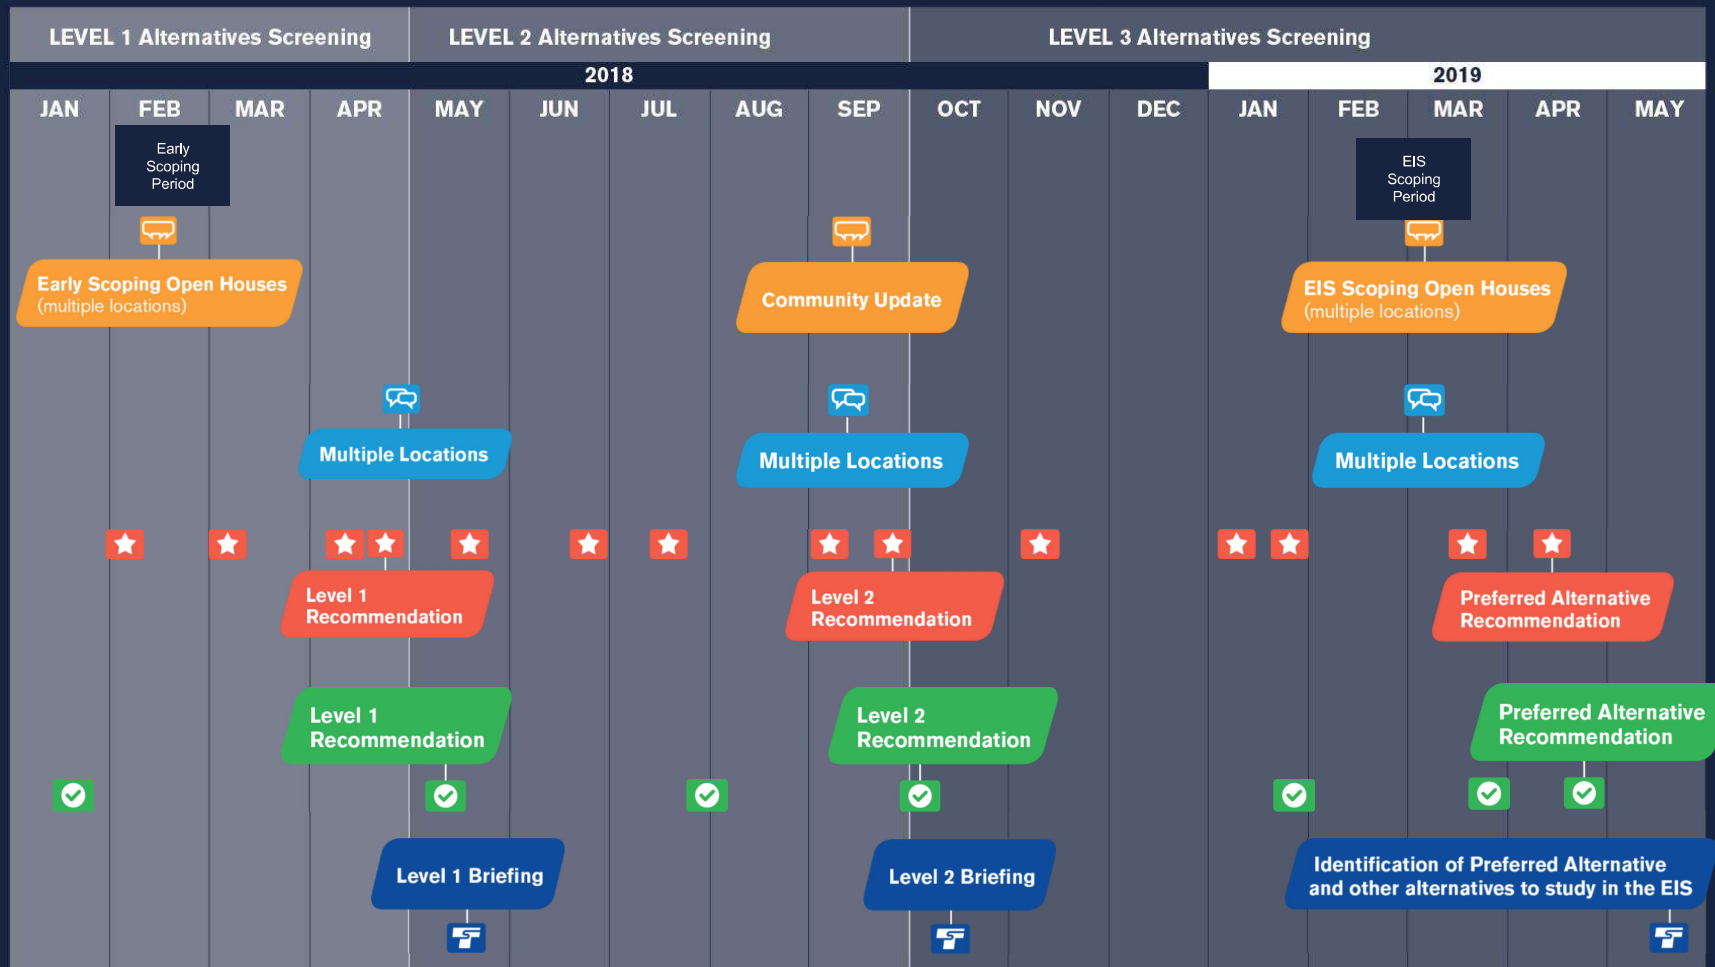 LEVEL 1 Alternatives Screening
LEVEL 2 Alternatives Screening
LEVEL 3 Alternatives Screening
2018
2019
JAN
FEB
MAR
APR
MAY
JUN
JUL
AUG
SEP
OCT
NOV
DEC
JAN
FEB
MAR
APR
MAY
Early
Scoping
Period
EIS
Scoping
Period
Early Scoping Open Houses
(multiple locations)
Community Update
EIS Scoping Open Houses
(multiple locations)
Multiple Locations
Multiple Locations
Multiple Locations
Level 1
Recommendation
Level 2
Recommendation
Preferred Alternative
Recommendation
Level 1
Recommendation
Level 2
Recommendation
Preferred Alternative
Recommendation
Level 1 Briefing
Level 2 Briefing
Identification of Preferred Alternative
and other alternatives to study in the EIS